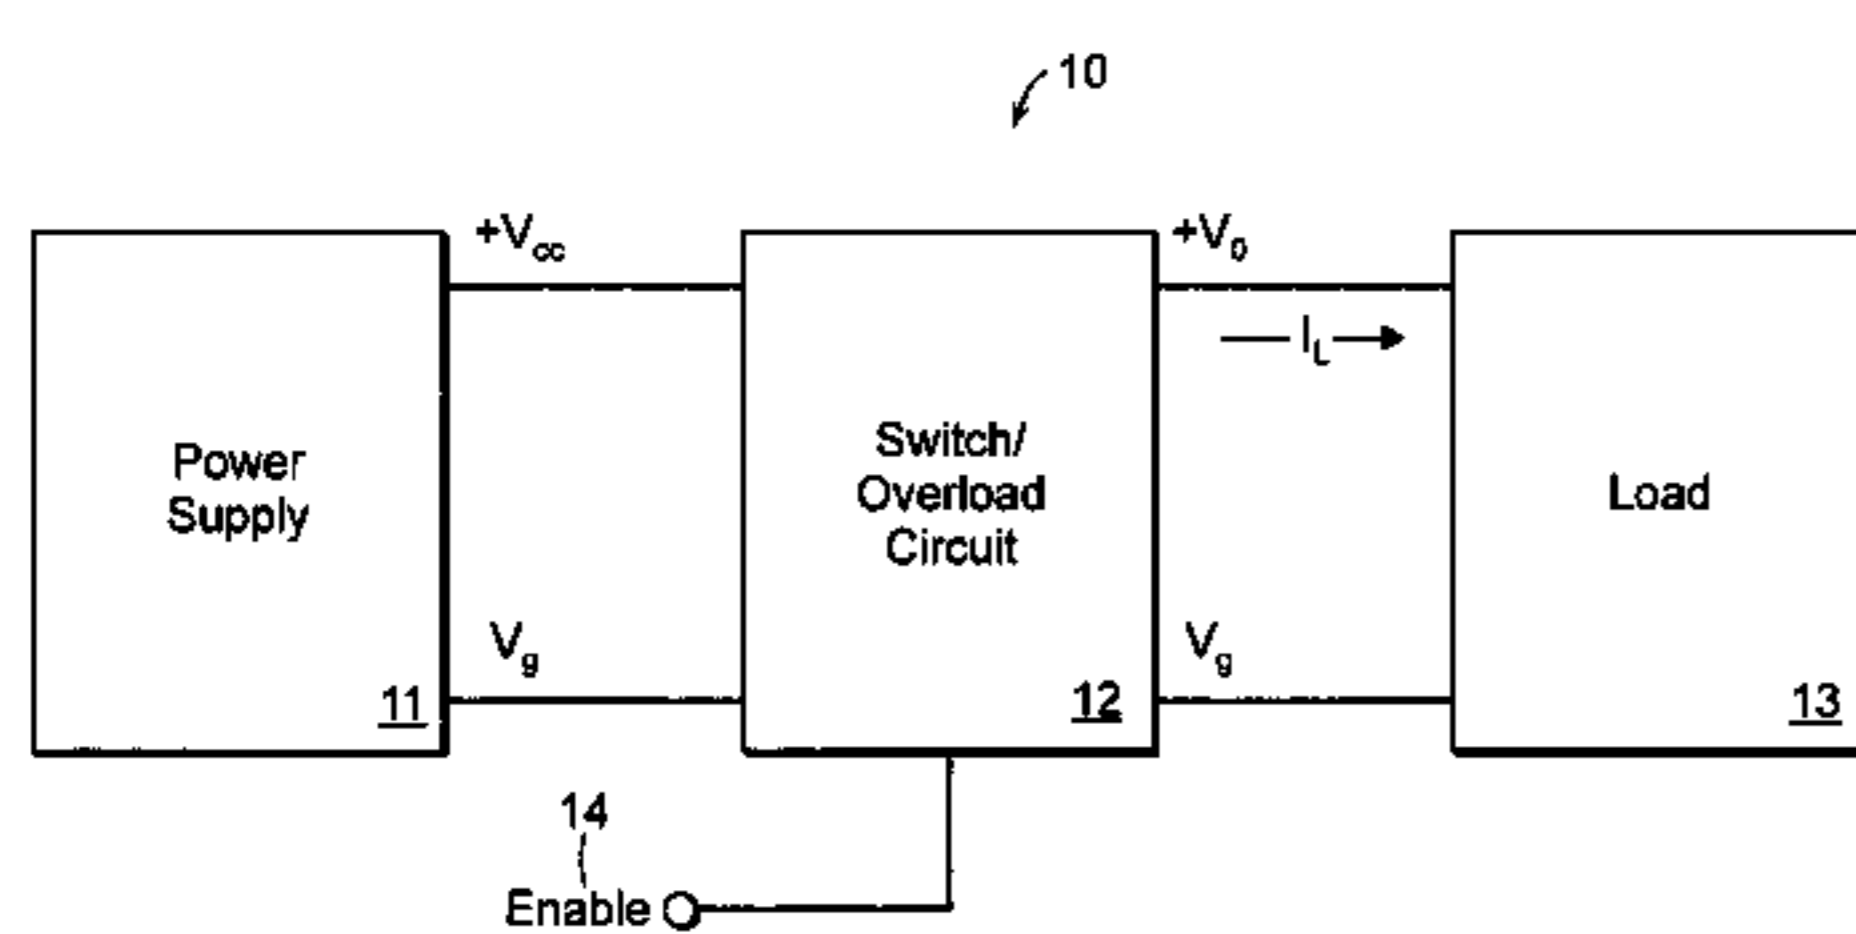 10
+Vcc
+V0
IL
Power
Supply
Switch/
Overload
Circuit
Load
Vg
Vg
11
12
13
14
Enable